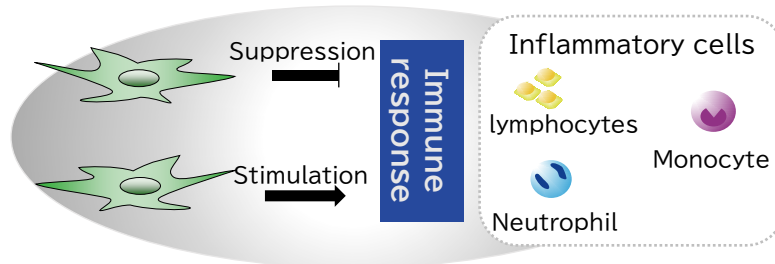 Suppression
Stimulation
Immune
response
Inflammatory cells
lymphocytes
Monocyte
Neutrophil